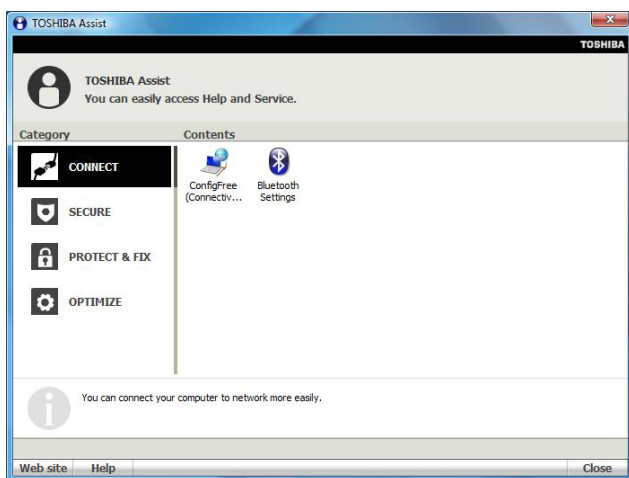 TOSHIBA Assist
TOSHIBA
TOSHIBA Assist
You can easily access Help and Service.
Category
Contents
CONNECT
SECURE
PROTECT & FIX
OPTIMIZE
ConfigFree
(Connectiv...
Bluetooth
Settings
You can connect your computer to network more easily.
Web site
Help
Close